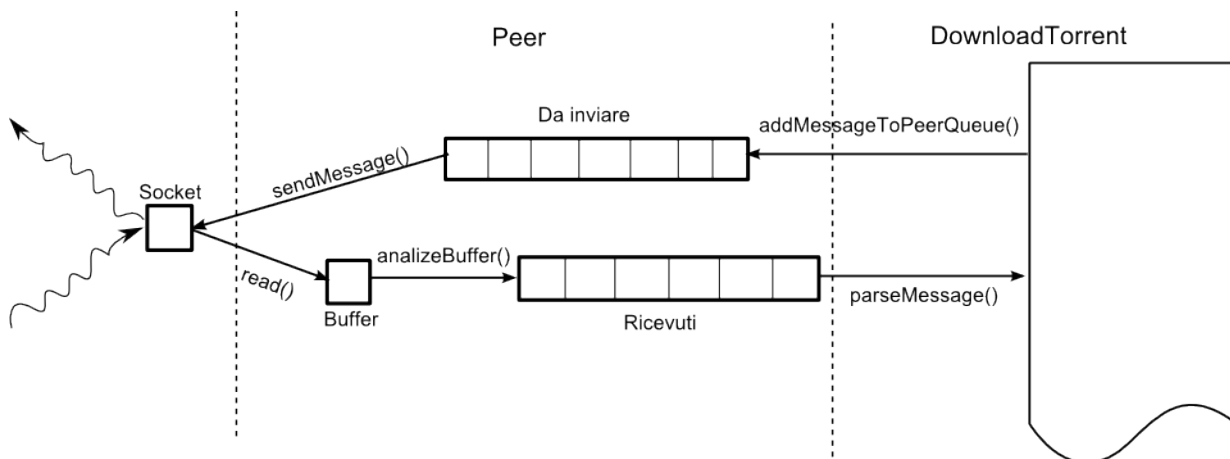 Peer
DownloadTorrent
Da inviare
addMessageToPeerQueue()
sendMessage()
Socket
read()
analizeBuffer()
Buffer
Ricevuti
parseMessage()